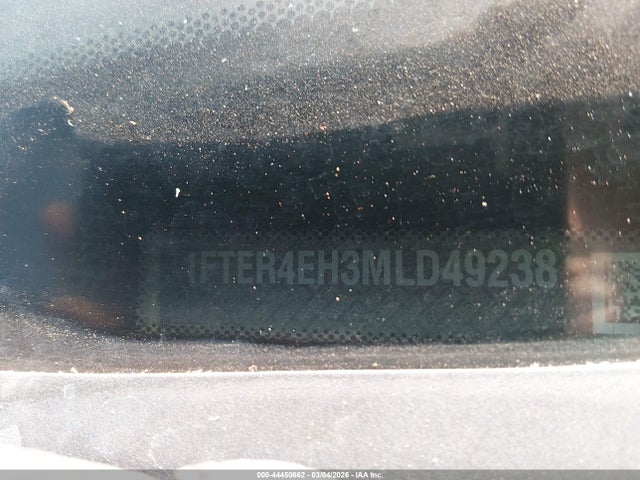 1FTER4EH3MLD49238
000-44450662 - 03/04/2026 - IAA Inc.